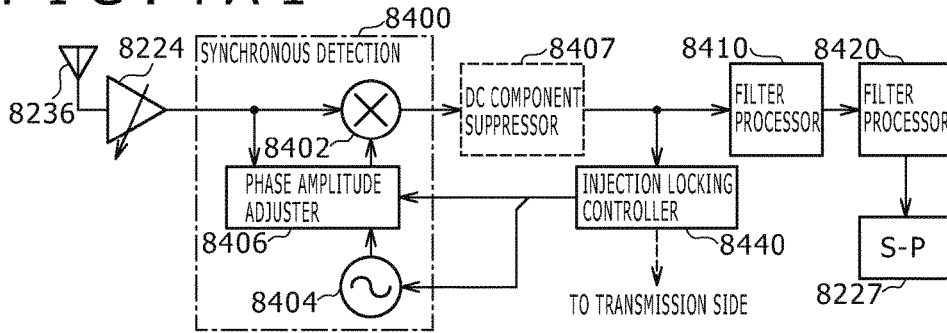 8400
8224
SYNCHRONOUS DETECTION
8407
8410
8420
8236
8402
DC COMPONENT
SUPPRESSOR
FILTER
PROCESSOR
FILTER
PROCESSOR
PHASE AMPLITUDE
ADJUSTER
INJECTION LOCKING
CONTROLLER
8406
8440
8404
S-P
8227
TO TRANSMISSION SIDE